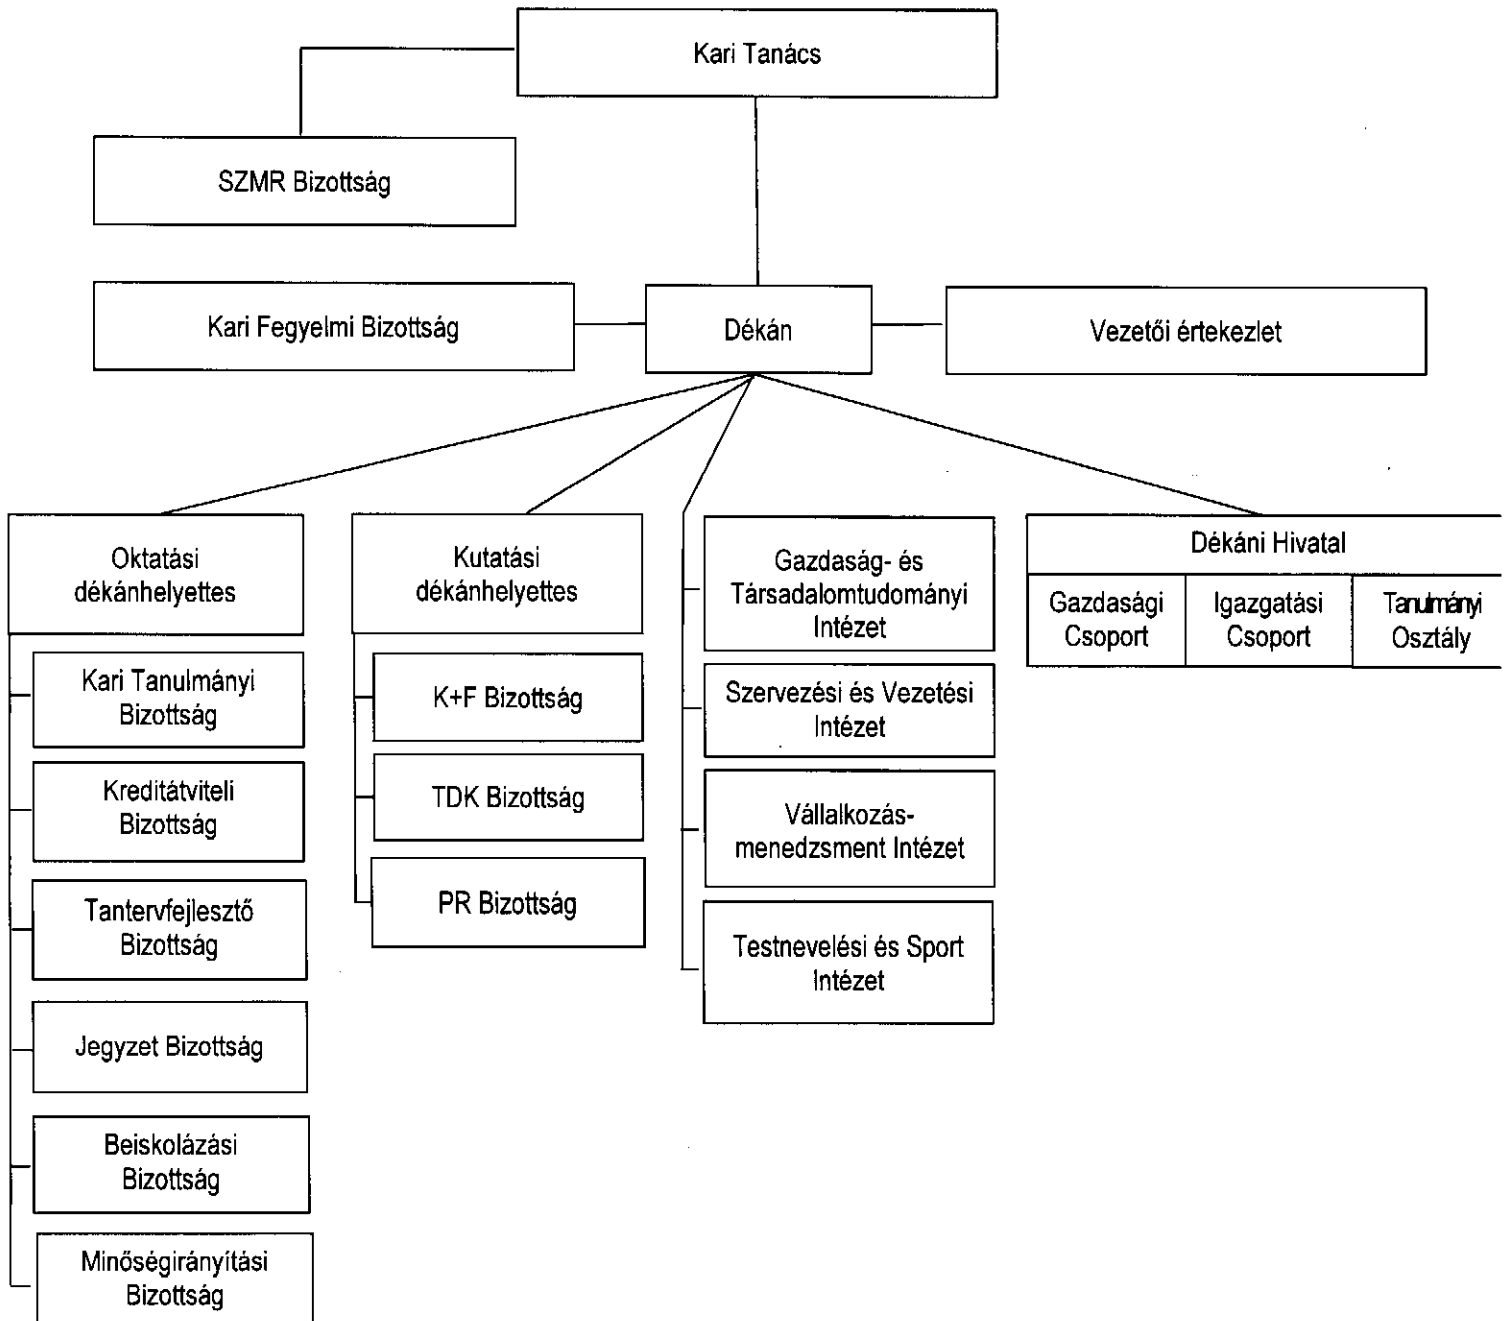 Kari Tanács
SZMR Bizottság
Kari Fegyelmi Bizottság
Dékán
Vezetői értekezlet
Oktatási
dékánhelyettes
Kari Tanulmányi
Bizottság
Kreditátviteli
Bizottság
Tantervfejlesztő
Bizottság
Jegyzet Bizottság
Beiskolázási
Bizottság
Minőségirányítási
Bizottság
Kutatási
dékánhelyettes
K+F Bizottság
TDK Bizottság
PR Bizottság
Gazdaság- és
Társadalomtudományi
Intézet
Szervezési és Vezetési
Intézet
Vállalkozás-
menedzsment Intézet
Testnevelési és Sport
Intézet
Dékáni Hivatal
Gazdasági
Csoport
Igazgatási
Csoport
Tanulmányi
Osztály